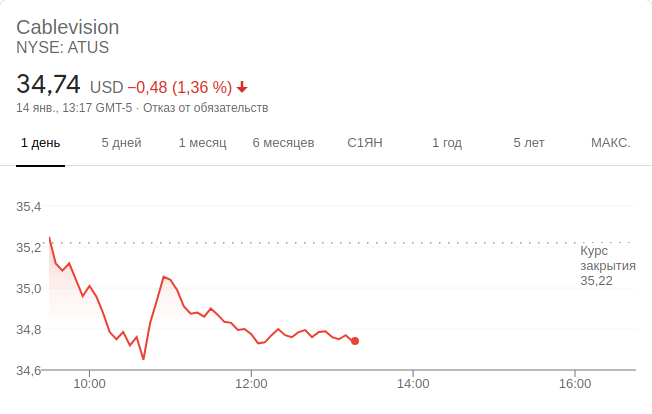 Cablevision
NYSE: ATUS
34,74 USD −0,48 (1,36 %)
14 янв., 13:17 GMT-5 · Отказ от обязательств
1 день 5 дней 1 месяц 6 месяцев С1ЯН 1 год 5 лет МАКС.
35,4
35,2
Курс
закрытия
35,22
35,0
34,8
34,6
10:00 12:00 14:00 16:00